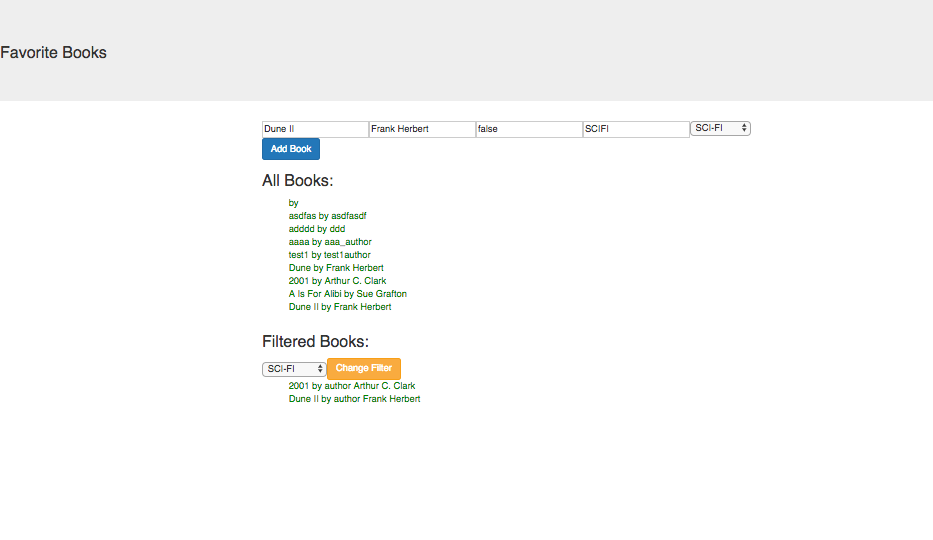 Favorite Books
Dune II Frank Herbert false SCIFI SCI-FI
Add Book
All Books:
by
asdfas by asdfasdf
adddd by ddd
aaaa by aaa_author
test1 by test1author
Dune by Frank Herbert
2001 by Arthur C. Clark
A Is For Alibi by Sue Grafton
Dune II by Frank Herbert
Filtered Books:
SCI-FI Change Filter
2001 by author Arthur C. Clark
Dune II by author Frank Herbert